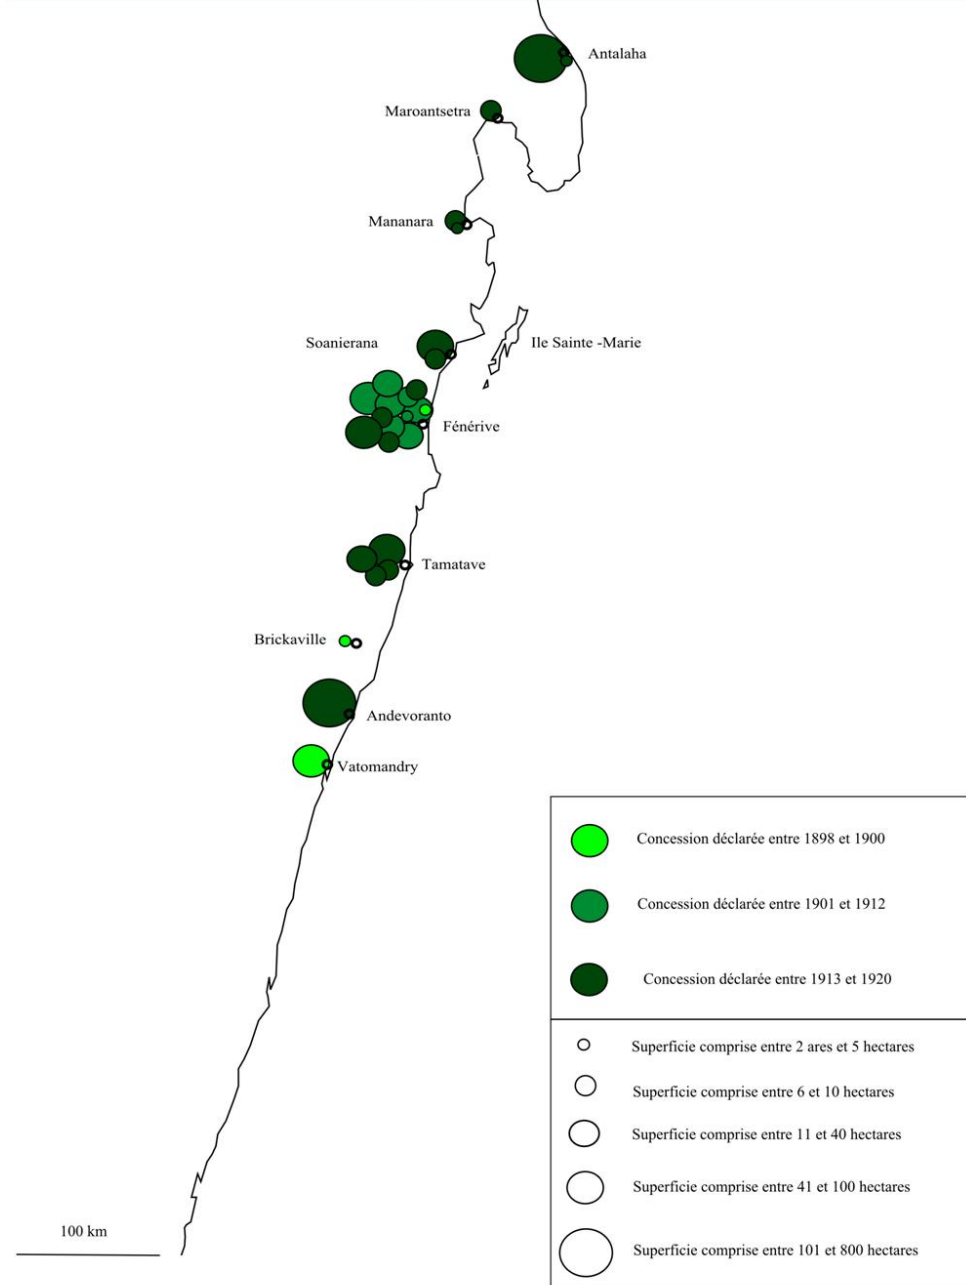 Antalaha
Maroantsetra
Mananara
Soanierana
Ile Sainte -Marie
Fénérive
Tamatave
Brickaville
Andevoranto
Vatomandry
Concession déclarée entre 1898 et 1900
Concession déclarée entre 1901 et 1912
Concession déclarée entre 1913 et 1920
Superficie comprise entre 2 ares et 5 hectares
Superficie comprise entre 6 et 10 hectares
Superficie comprise entre 11 et 40 hectares
Superficie comprise entre 41 et 100 hectares
Superficie comprise entre 101 et 800 hectares
100 km